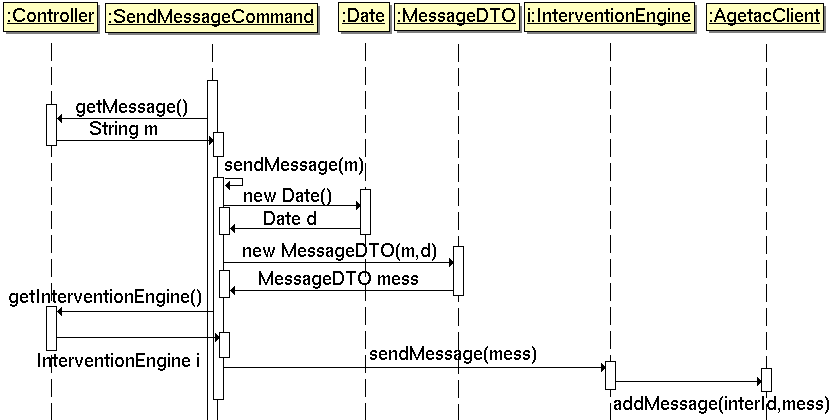 :Controller
:SendMessageCommand
:Date
:MessageDTO
i:InterventionEngine
:AgetacClient
getMessage()
String m
sendMessage(m)
new Date()
Date d
new MessageDTO(m,d)
MessageDTO mess
getInterventionEngine()
InterventionEngine i
sendMessage(mess)
addMessage(interId,mess)